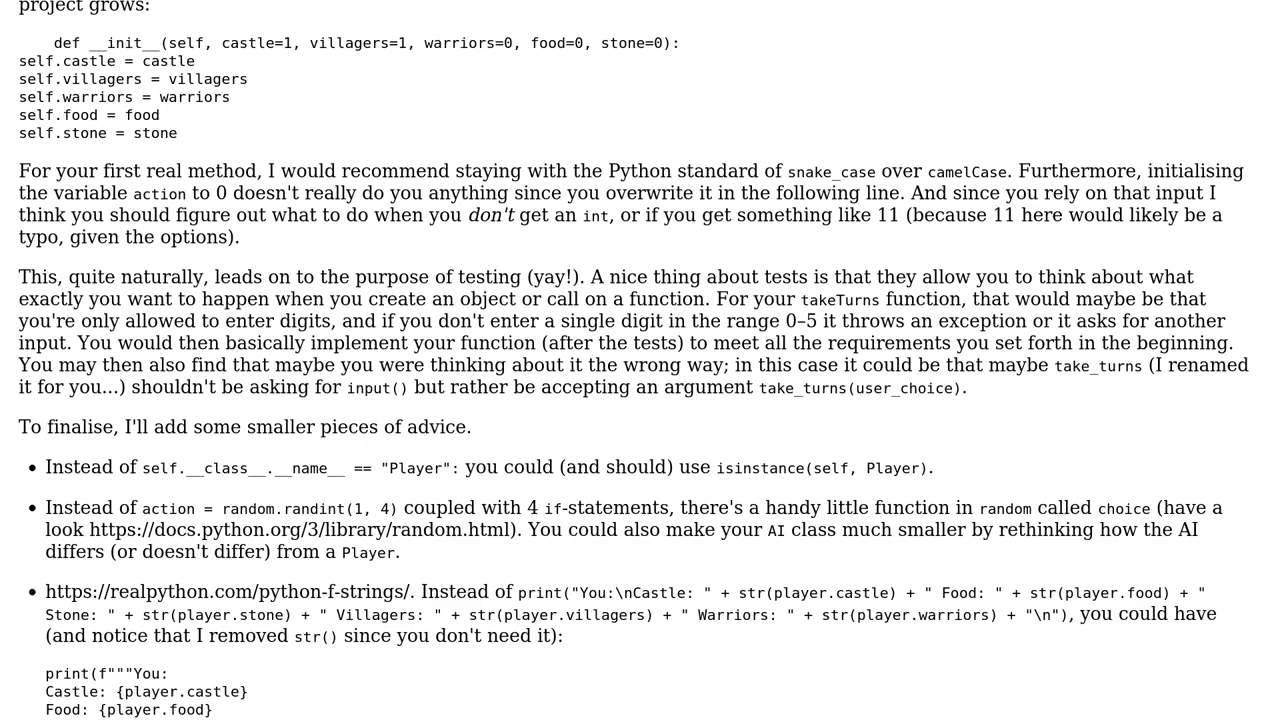 project grows:
    def __init__(self, castle=1, villagers=1, warriors=0, food=0, stone=0):
self.castle = castle
self.villagers = villagers
self.warriors = warriors
self.food = food
self.stone = stone
For your first real method, I would recommend staying with the Python standard of snake_case over camelCase. Furthermore, initialising
the variable action to 0 doesn't really do you anything since you overwrite it in the following line. And since you rely on that input I
think you should figure out what to do when you don't get an int, or if you get something like 11 (because 11 here would likely be a
typo, given the options).
This, quite naturally, leads on to the purpose of testing (yay!). A nice thing about tests is that they allow you to think about what
exactly you want to happen when you create an object or call on a function. For your takeTurns function, that would maybe be that
you're only allowed to enter digits, and if you don't enter a single digit in the range 0–5 it throws an exception or it asks for another
input. You would then basically implement your function (after the tests) to meet all the requirements you set forth in the beginning.
You may then also find that maybe you were thinking about it the wrong way; in this case it could be that maybe take_turns (I renamed
it for you...) shouldn't be asking for input() but rather be accepting an argument take_turns(user_choice).
To finalise, I'll add some smaller pieces of advice.
• Instead of self.__class__.__name__ == "Player": you could (and should) use isinstance(self, Player).
• Instead of action = random.randint(1, 4) coupled with 4 if-statements, there's a handy little function in random called choice (have a
look https://docs.python.org/3/library/random.html). You could also make your AI class much smaller by rethinking how the AI
differs (or doesn't differ) from a Player.
• https://realpython.com/python-f-strings/. Instead of print("You:\nCastle: " + str(player.castle) + " Food: " + str(player.food) + "
Stone: " + str(player.stone) + " Villagers: " + str(player.villagers) + " Warriors: " + str(player.warriors) + "\n"), you could have
(and notice that I removed str() since you don't need it):
print(f"""You:
Castle: {player.castle}
Food: {player.food}